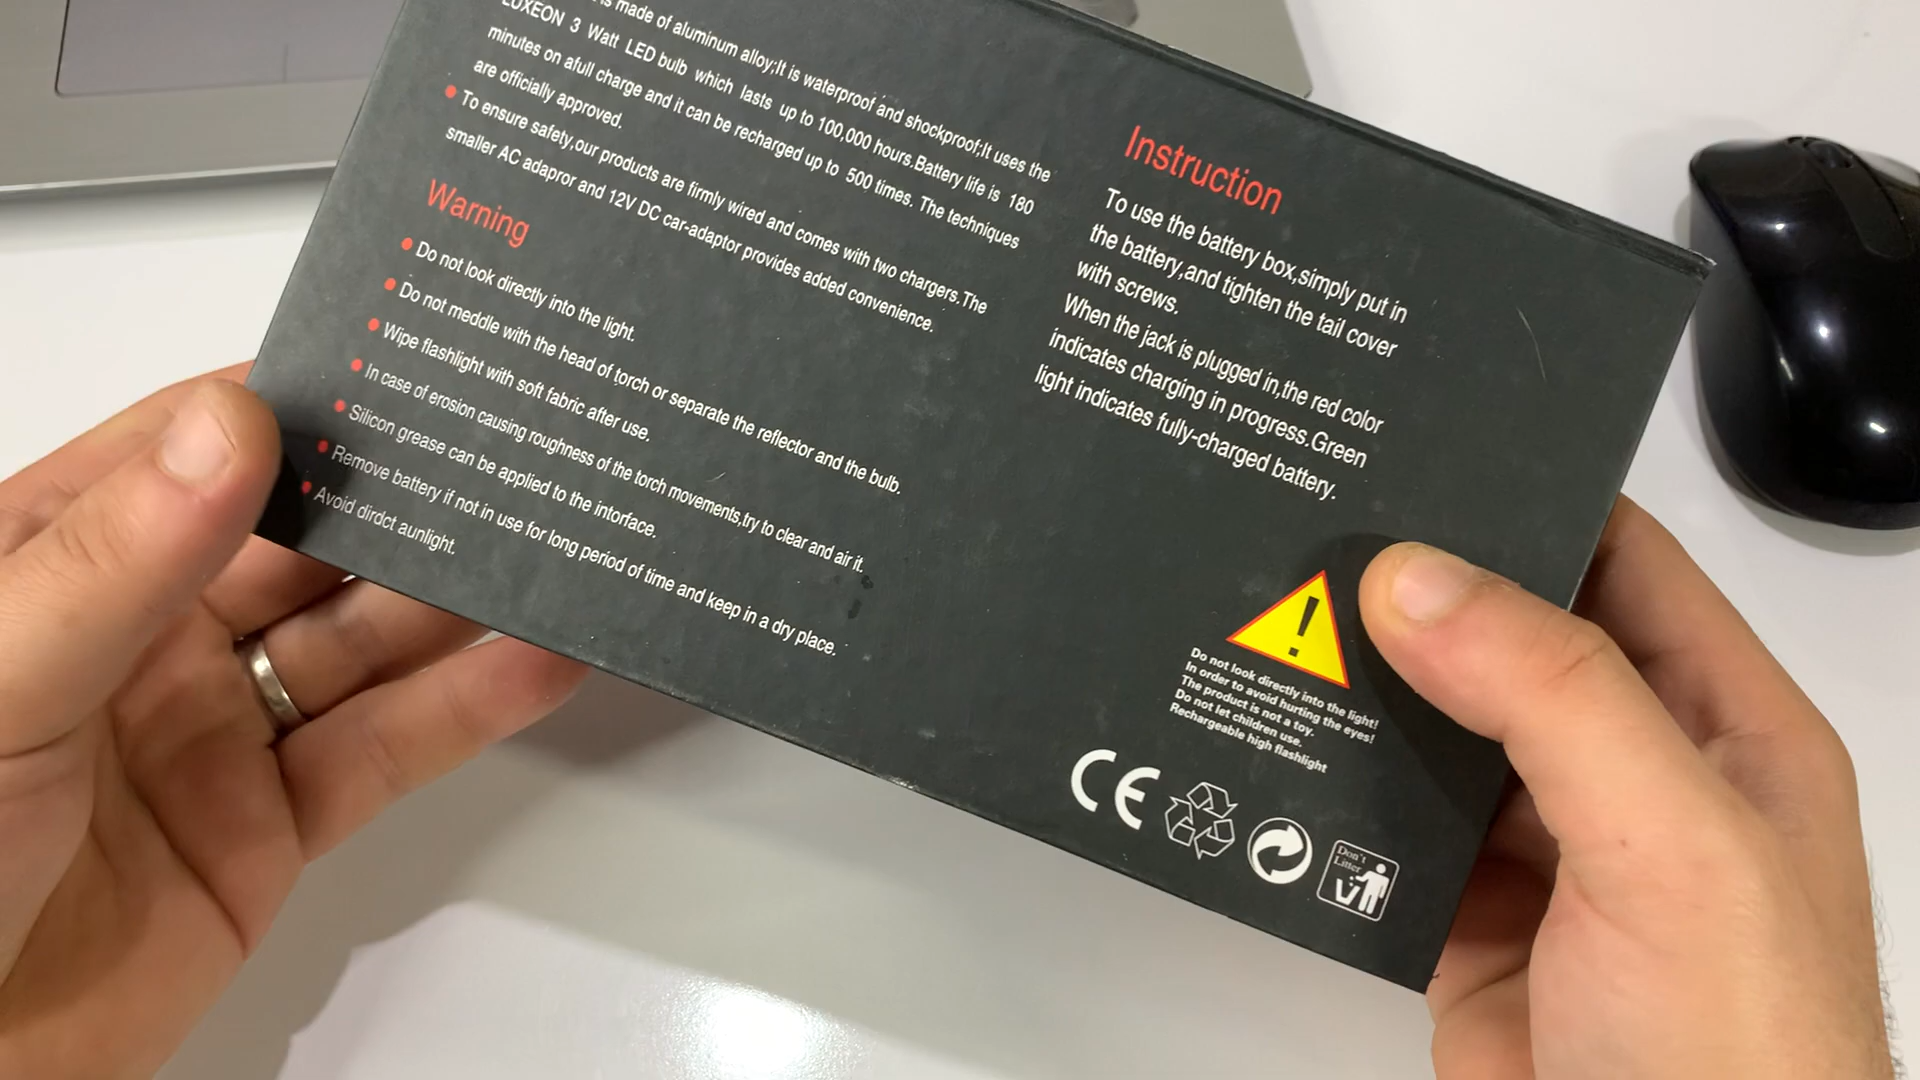 is made of aluminum alloy;It is waterproof and shockproof;It uses the
LUXEON 3 Watt LED bulb which lasts up to 100,000 hours.Battery life is 180
minutes on afull charge and it can be recharged up to 500 times. The techniques
are officially approved.
To ensure safety,our products are firmly wired and comes with two chargers.The
smaller AC adapror and 12V DC car-adaptor provides added convenience.
Warning
Do not look directly into the light.
Do not meddle with the head of torch or separate the reflector and the bulb.
Wipe flashlight with soft fabric after use.
In case of erosion causing roughness of the torch movements,try to clear and air it.
Silicon grease can be applied to the intorface.
Remove battery if not in use for long period of time and keep in a dry place.
Avoid dirdct aunlight.
Instruction
To use the battery box,simply put in
the battery,and tighten the tail cover
with screws.
When the jack is plugged in,the red color
indicates charging in progress.Green
light indicates fully-charged battery.
!
Do not look directly into the light!
In order to avoid hurting the eyes!
The product is not a toy.
Do not let children use.
Rechargeable high flashlight
CE
Don't
Litter